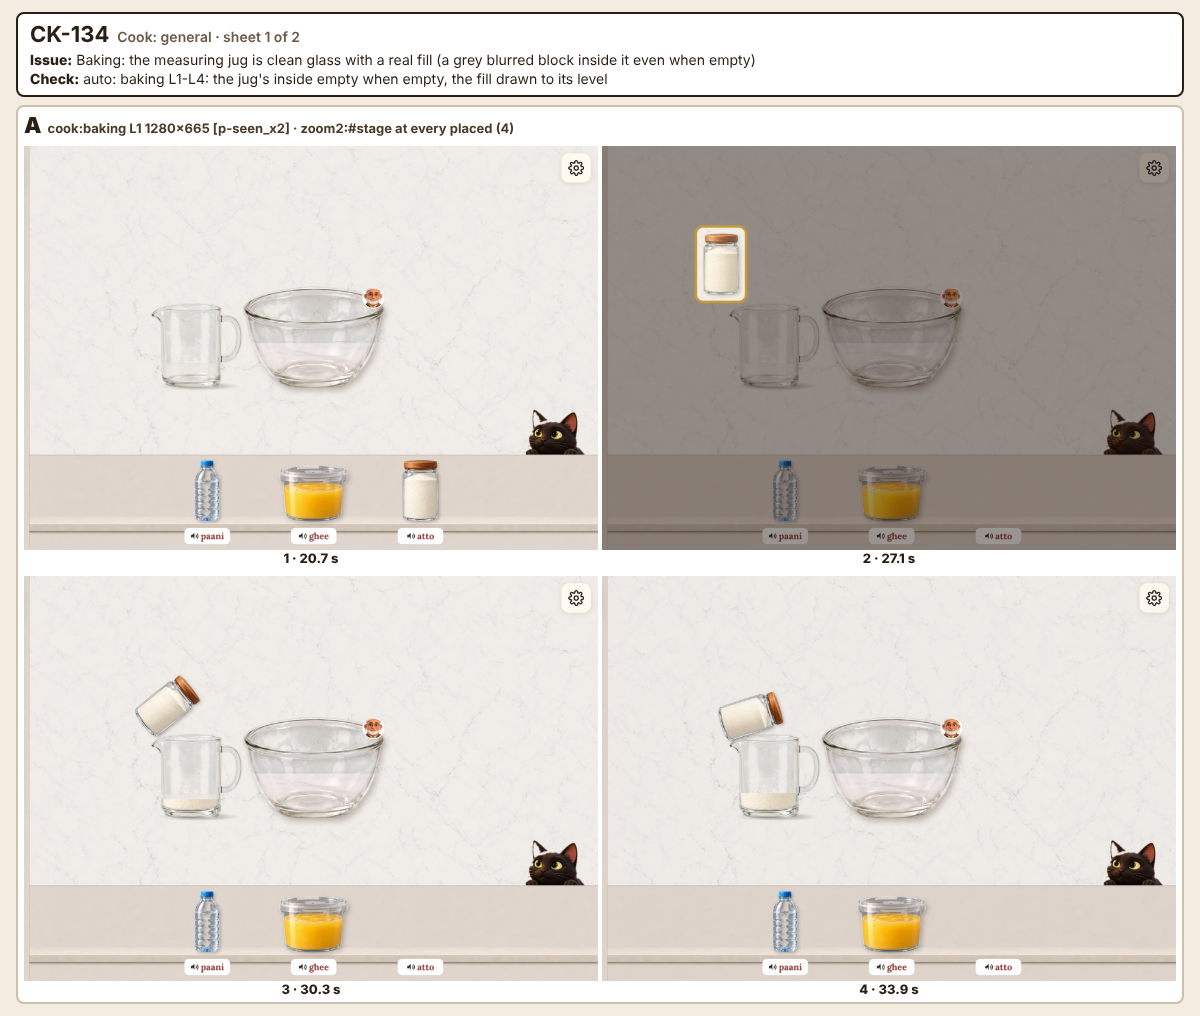 CK-134 Cook: general · sheet 1 of 2
Issue: Baking: the measuring jug is clean glass with a real fill (a grey blurred block inside it even when empty)
Check: auto: baking L1-L4: the jug's inside empty when empty, the fill drawn to its level
A cook:baking L1 1280×665 [p-seen_x2] · zoom2:#stage at every placed (4)
paani ghee atto
paani ghee atto
1 · 20.7 s
2 · 27.1 s
paani ghee atto
paani ghee atto
3 · 30.3 s
4 · 33.9 s